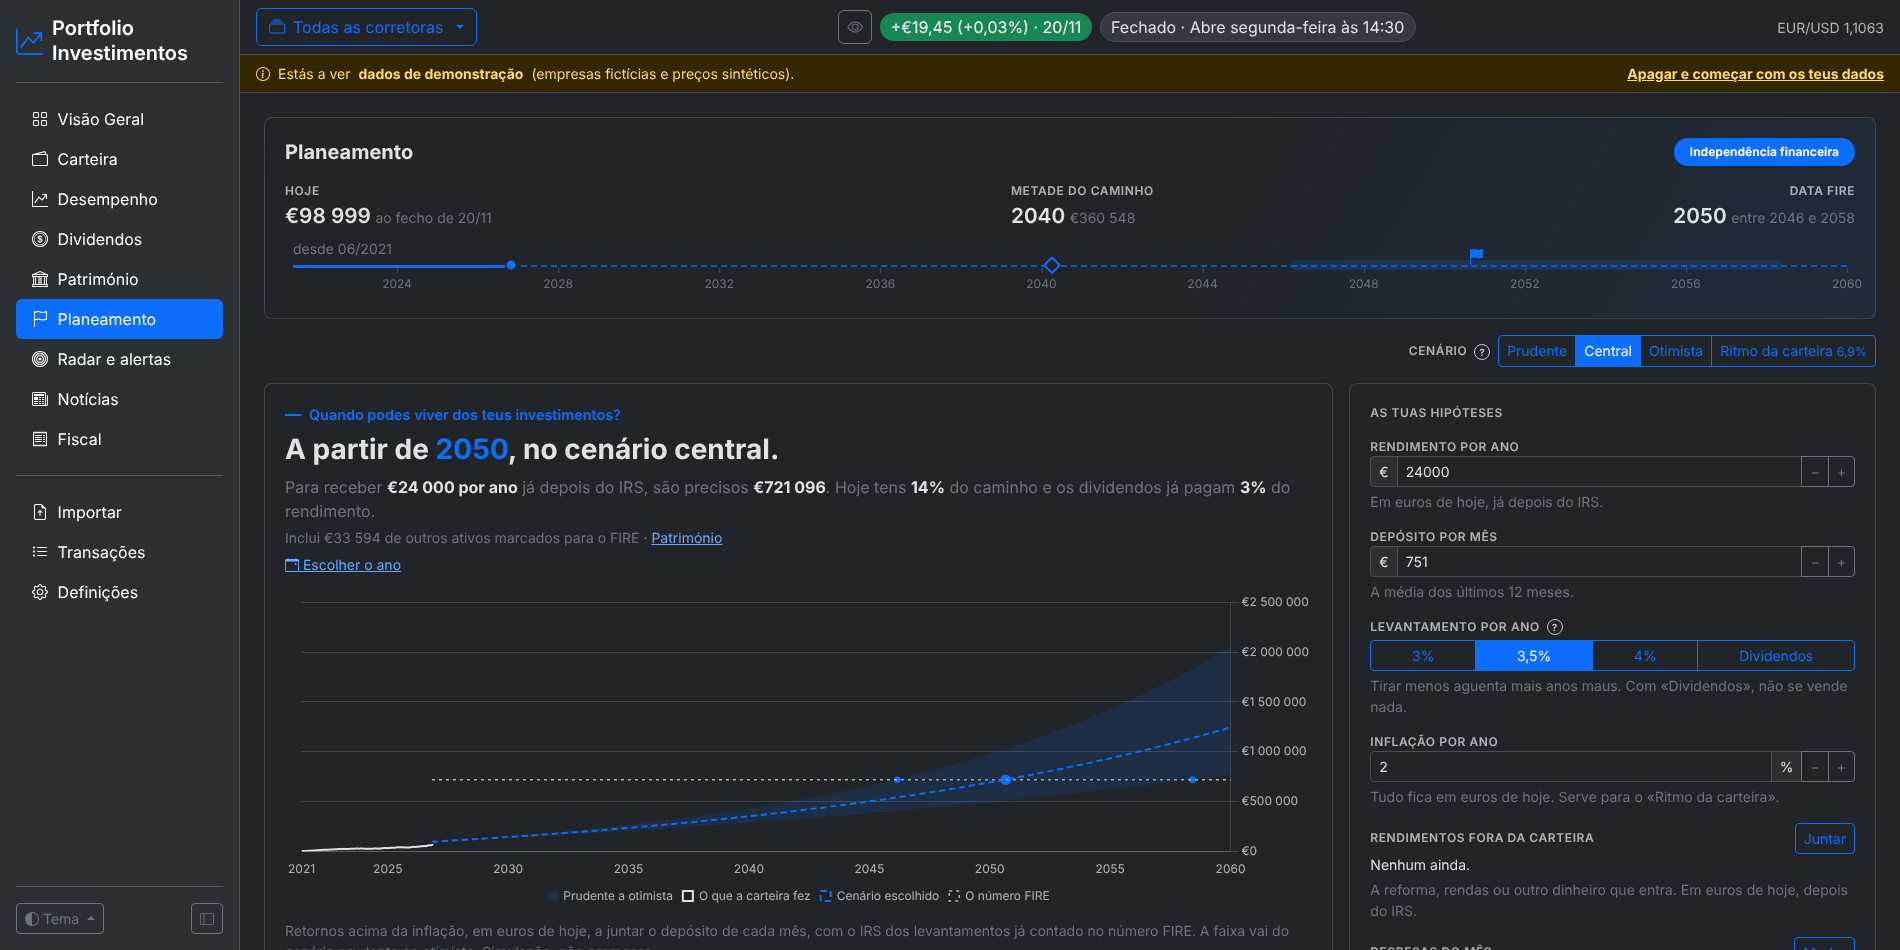 Portfolio
Investimentos
Visão Geral
Carteira
Desempenho
Dividendos
Património
Planeamento
Radar e alertas
Notícias
Fiscal
Importar
Transações
Definições
Tema
Todas as corretoras
+€19,45 (+0,03%) · 20/11
Fechado · Abre segunda-feira às 14:30
EUR/USD 1,1063
Estás a ver dados de demonstração (empresas fictícias e preços sintéticos).
Apagar e começar com os teus dados
Planeamento
Independência financeira
HOJE
€98 999 ao fecho de 20/11
METADE DO CAMINHO
2040 €360 548
DATA FIRE
2050 entre 2046 e 2058
desde 06/2021
2024 2028 2032 2036 2040 2044 2048 2052 2056 2060
CENÁRIO ?
Prudente Central Otimista Ritmo da carteira 6,9%
Quando podes viver dos teus investimentos?
A partir de 2050, no cenário central.
Para receber €24 000 por ano já depois do IRS, são precisos €721 096. Hoje tens 14% do caminho e os dividendos já pagam 3% do
rendimento.
Inclui €33 594 de outros ativos marcados para o FIRE · Património
Escolher o ano
€2 500 000
€2 000 000
€1 500 000
€1 000 000
€500 000
€0
2021 2025 2030 2035 2040 2045 2050 2055 2060
Prudente a otimista O que a carteira fez Cenário escolhido O número FIRE
Retornos acima da inflação, em euros de hoje, a juntar o depósito de cada mês, com o IRS dos levantamentos já contado no número FIRE. A faixa vai do
AS TUAS HIPÓTESES
RENDIMENTO POR ANO
€ 24000 − +
Em euros de hoje, já depois do IRS.
DEPÓSITO POR MÊS
€ 751 − +
A média dos últimos 12 meses.
LEVANTAMENTO POR ANO ?
3% 3,5% 4% Dividendos
Tirar menos aguenta mais anos maus. Com «Dividendos», não se vende
nada.
INFLAÇÃO POR ANO
2 % − +
Tudo fica em euros de hoje. Serve para o «Ritmo da carteira».
RENDIMENTOS FORA DA CARTEIRA
Juntar
Nenhum ainda.
A reforma, rendas ou outro dinheiro que entra. Em euros de hoje, depois
do IRS.